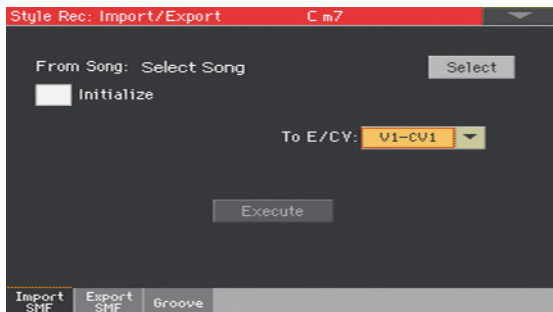 Style Rec: Import/Export C m7
From Song: Select Song Select
Initialize
To E/CV: V1-CV1
Execute
Import SMF Export SMF Groove